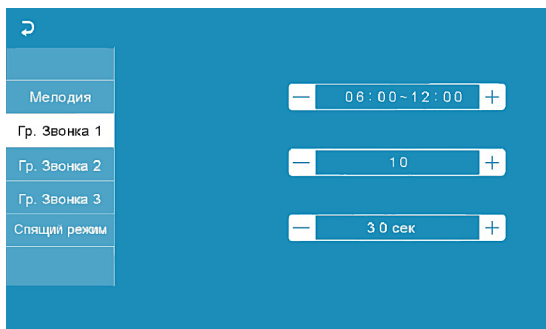 Мелодия
— 06:00~12:00 +
Гр. Звонка 1
Гр. Звонка 2
— 10 +
Гр. Звонка 3
Спящий режим
— 30 сек +